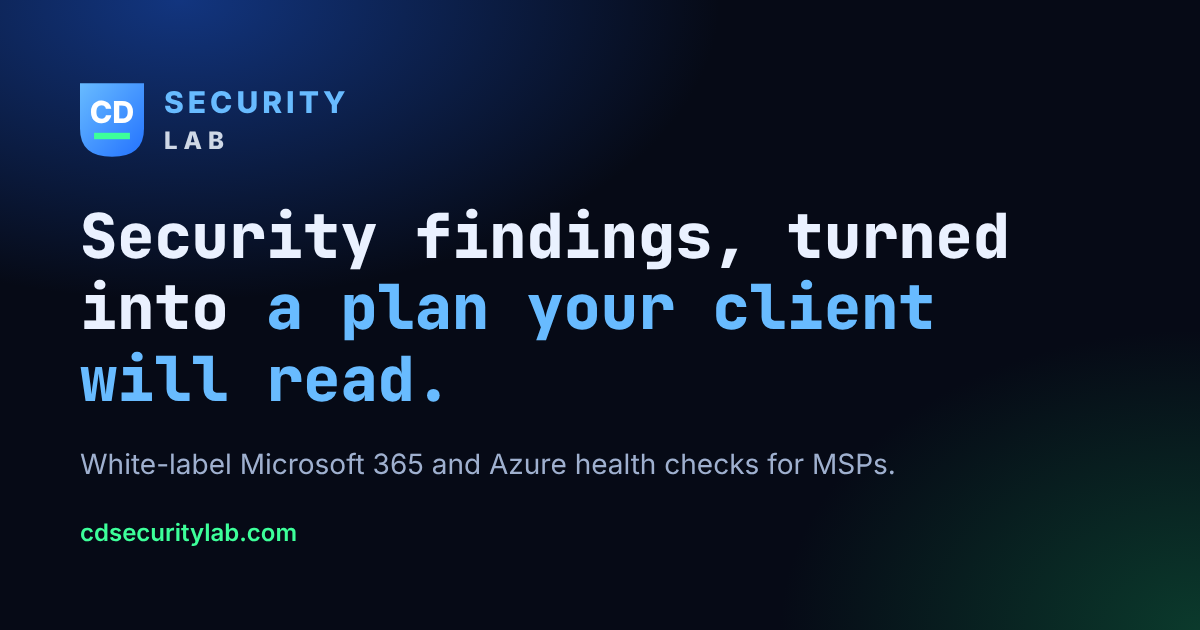 CD
SECURITY
LAB
Security findings, turned
into a plan your client
will read.
White-label Microsoft 365 and Azure health checks for MSPs.
cdsecuritylab.com